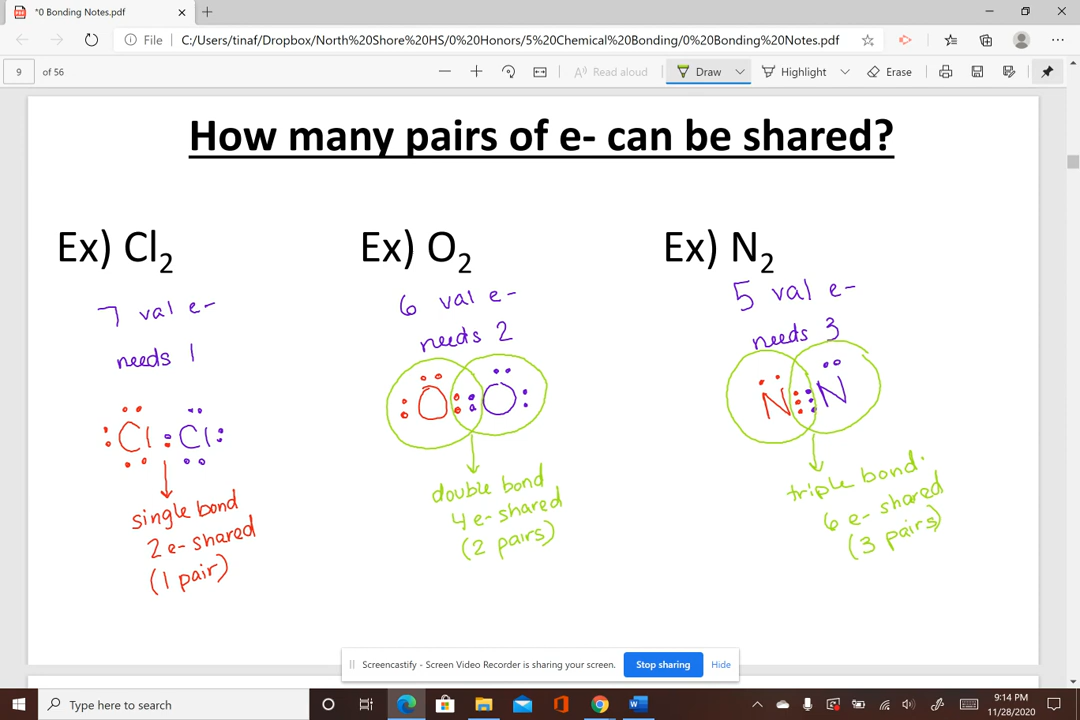 *0 Bonding Notes.pdf
File C:/Users/tinaf/Dropbox/North%20Shore%20HS/0%20Honors/5%20Chemical%20Bonding/0%20Bonding%20Notes.pdf
9 of 56 Read aloud Draw Highlight Erase
How many pairs of e- can be shared?
Ex) Cl₂
7 val e-
needs 1
Cl Cl
single bond
2 e- shared
(1 pair)
Ex) O₂
6 val e-
needs 2
O O
double bond
4 e- shared
(2 pairs)
Ex) N₂
5 val e-
needs 3
N N
triple bond.
6 e- shared
(3 pairs)
Screencastify - Screen Video Recorder is sharing your screen. Stop sharing Hide
Type here to search
9:14 PM
11/28/2020